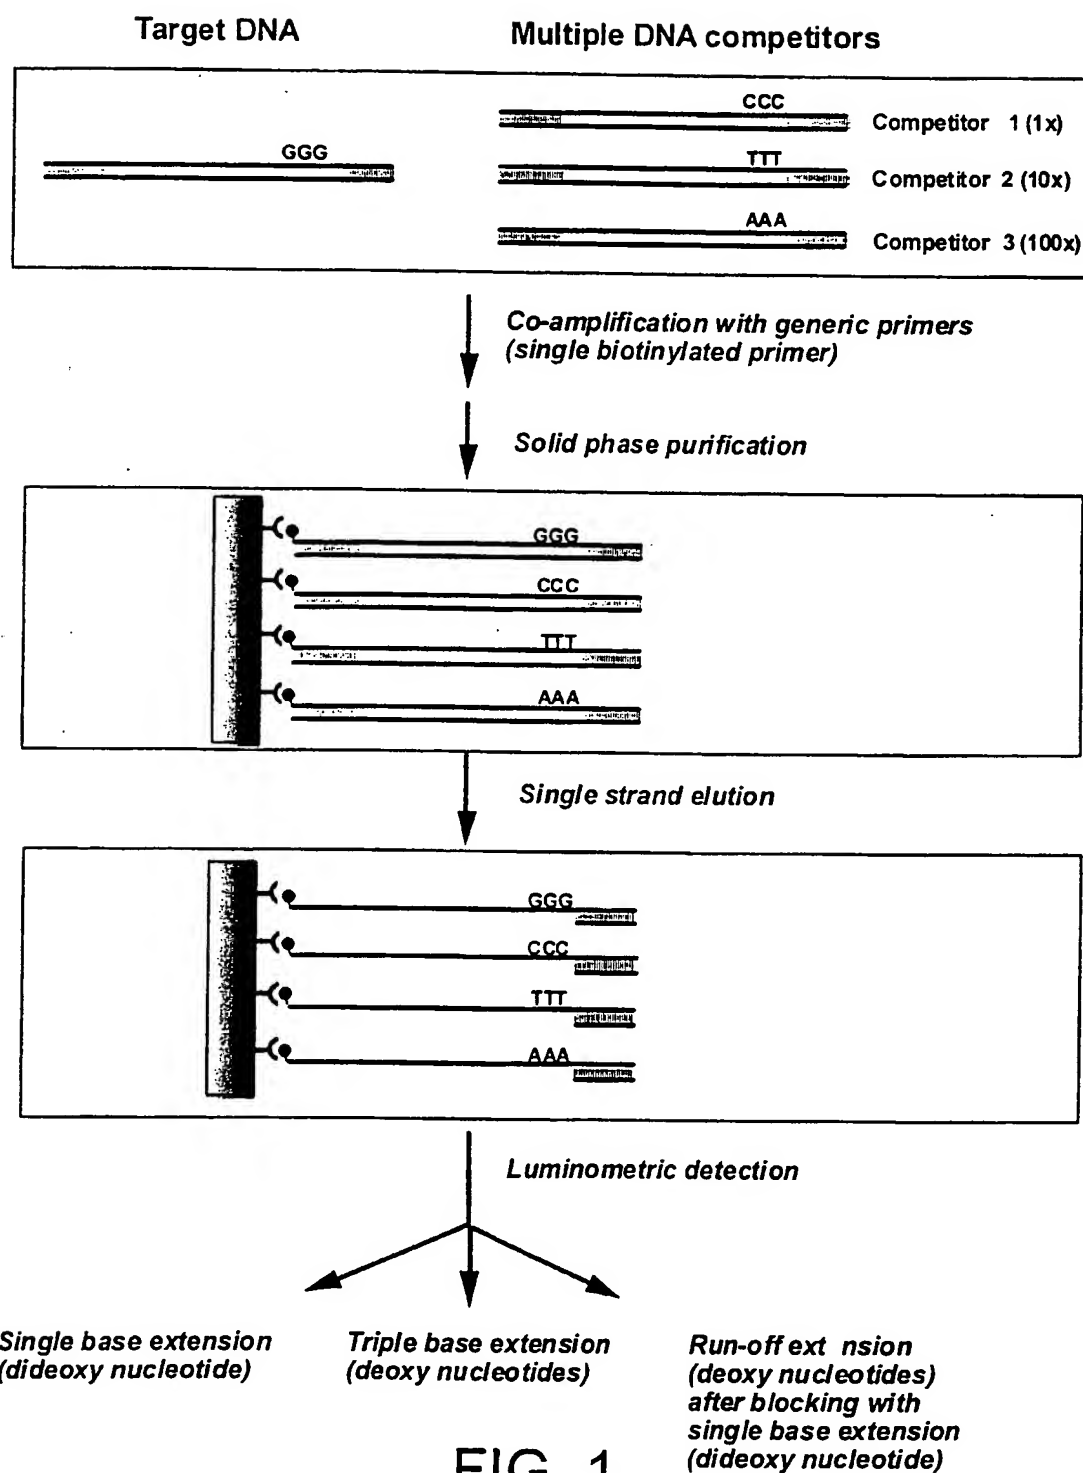 Target DNA
Multiple DNA competitors
GGG
CCC
Competitor 1 (1x)
TTT
Competitor 2 (10x)
AAA
Competitor 3 (100x)
Co-amplification with generic primers
(single biotinylated primer)
Solid phase purification
GGG
CCC
TTT
AAA
Single strand elution
GGG
CCC
TTT
AAA
Luminometric detection
Single base extension
(dideoxy nucleotide)
Triple base extension
(deoxy nucleotides)
Run-off ext nsion
(deoxy nucleotides)
after blocking with
single base extension
(dideoxy nucleotide)
FIG. 1